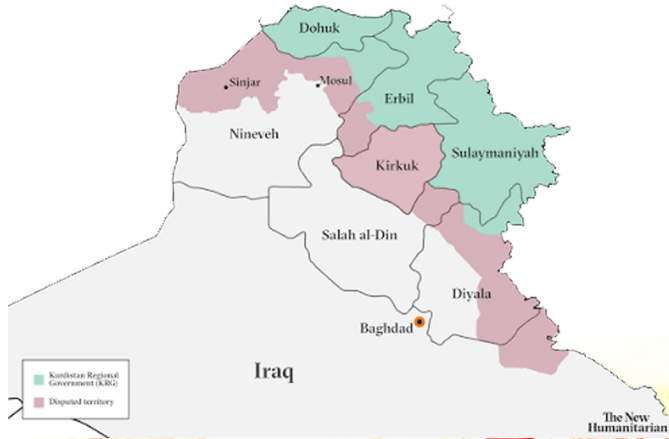 Dohuk
Sinjar
Mosul
Erbil
Nineveh
Sulaymaniyah
Kirkuk
Salah al-Din
Diyala
Baghdad
Iraq
Kurdistan Regional
Government (KRG)
Disputed territory
The New
Humanitarian